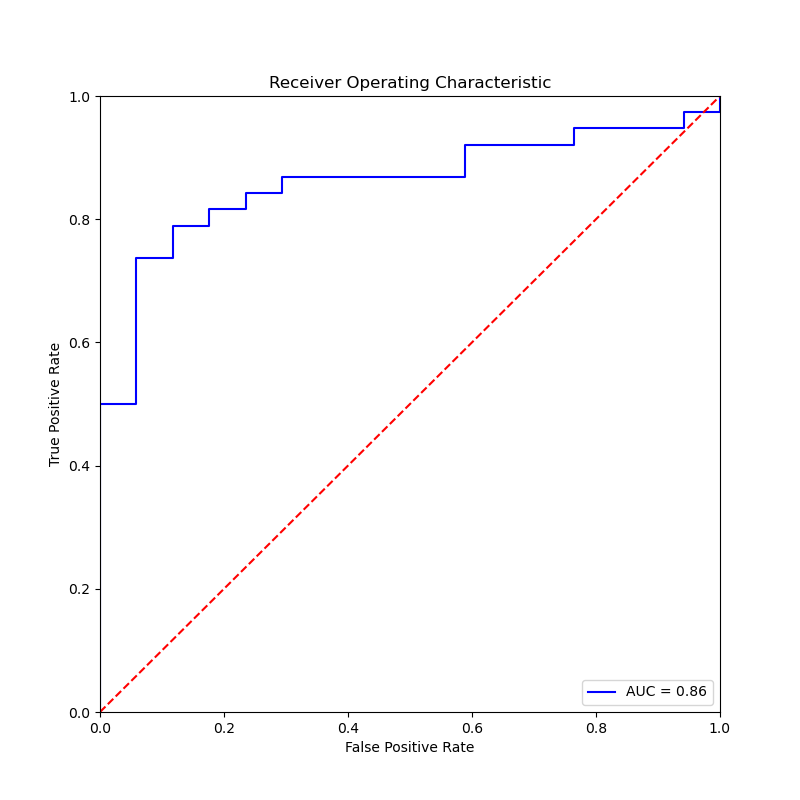 Receiver Operating Characteristic
1.0
0.8
0.6
0.4
0.2
0.0
True Positive Rate
0.0 0.2 0.4 0.6 0.8 1.0
False Positive Rate
AUC = 0.86